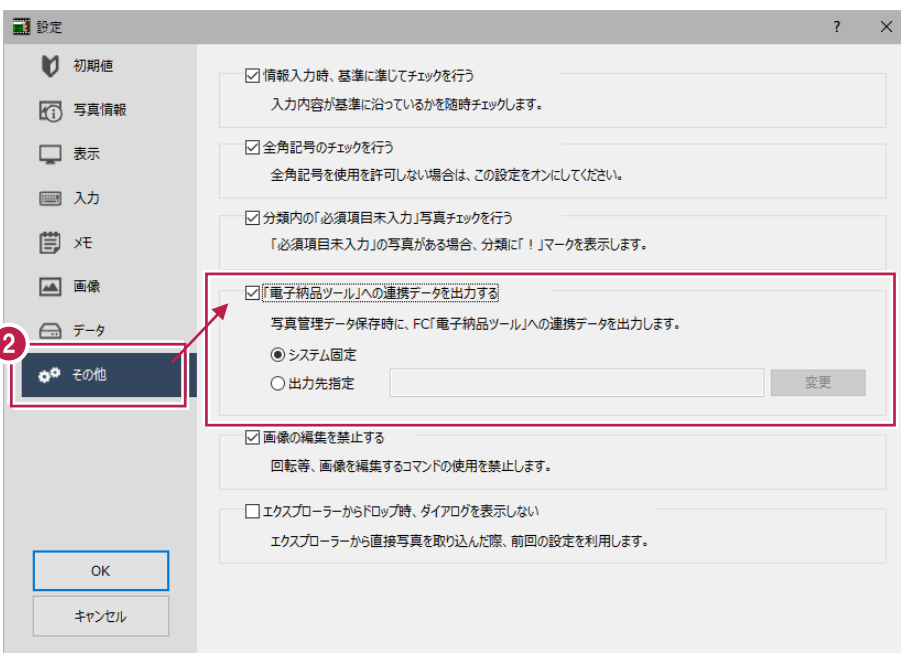 設定
?
初期値
写真情報
表示
入力
メモ
画像
データ
2
その他
OK
キャンセル
情報入力時、基準に準じてチェックを行う
入力内容が基準に沿っているかを随時チェックします。
全角記号のチェックを行う
全角記号を使用を許可しない場合は、この設定をオンにしてください。
分類内の「必須項目未入力」写真チェックを行う
「必須項目未入力」の写真がある場合、分類に「！」マークを表示します。
「電子納品ツール」への連携データを出力する
写真管理データ保存時に、FC「電子納品ツール」への連携データを出力します。
システム固定
出力先指定
変更
画像の編集を禁止する
回転等、画像を編集するコマンドの使用を禁止します。
エクスプローラーからドロップ時、ダイアログを表示しない
エクスプローラーから直接写真を取り込んだ際、前回の設定を利用します。